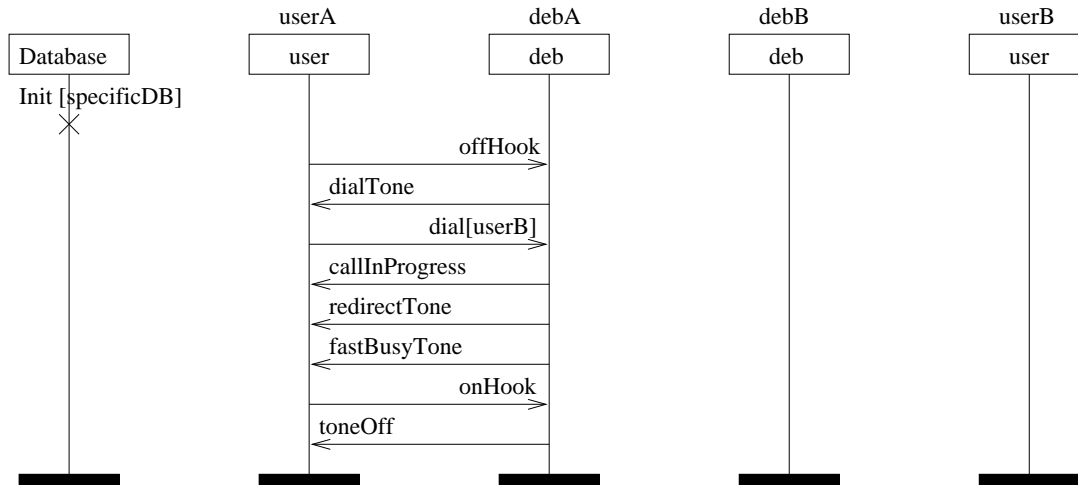 userA
debA
debB
userB
Database
user
deb
deb
user
Init [specificDB]
offHook
dialTone
dial[userB]
callInProgress
redirectTone
fastBusyTone
onHook
toneOff